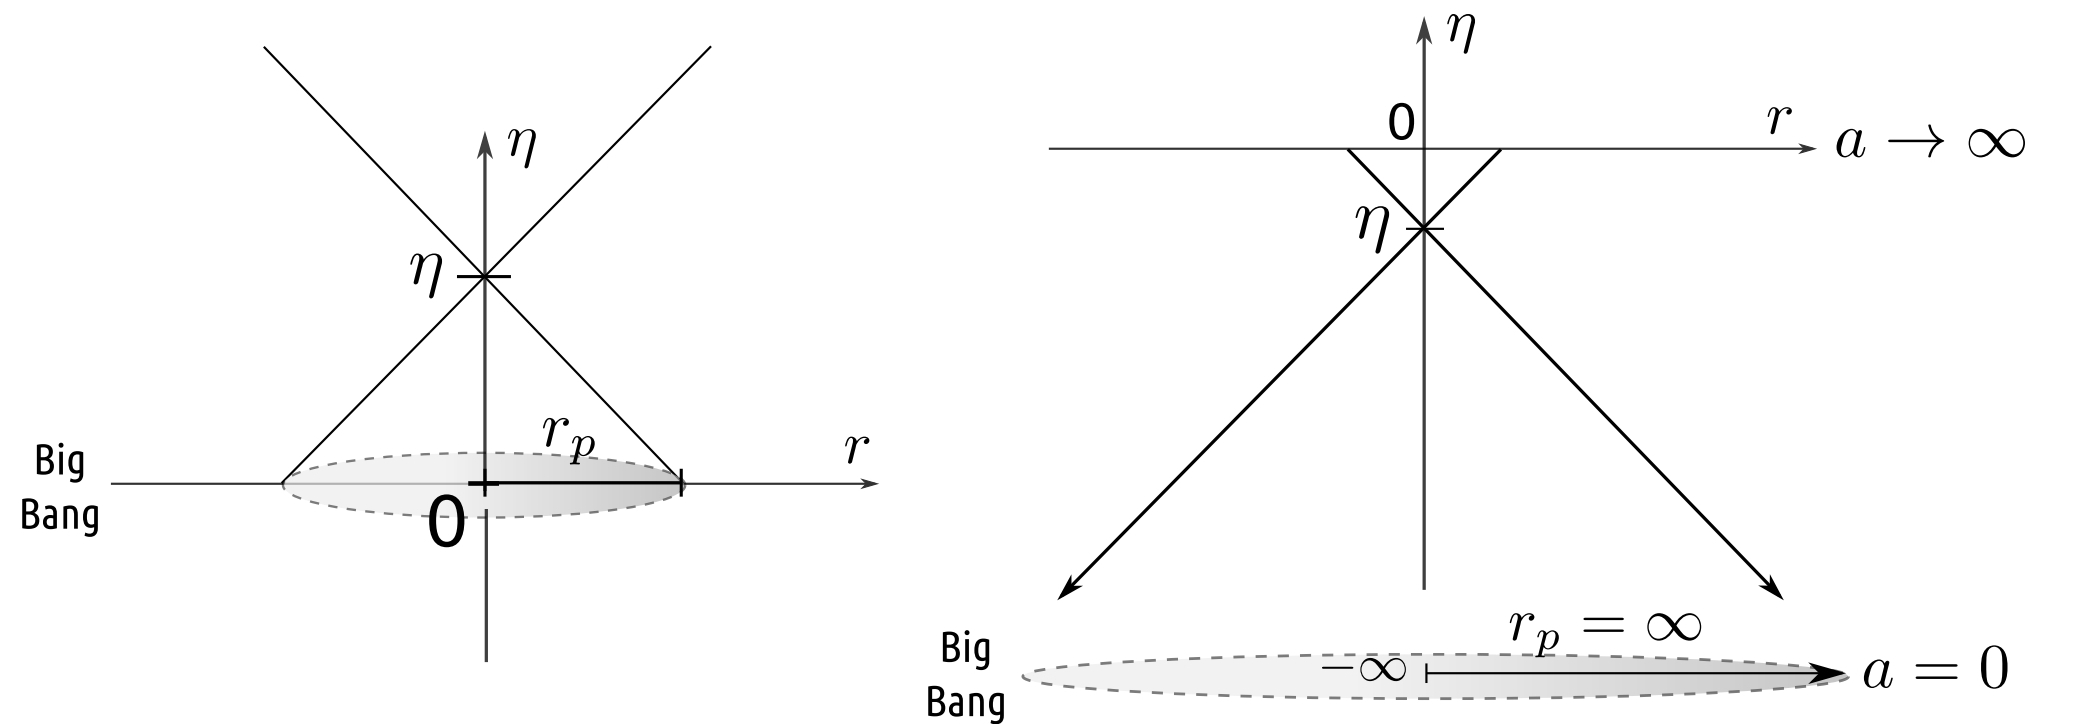 η
η
r_p
r
Big
Bang
0
η
0
r
a → ∞
η
r_p = ∞
Big
Bang
−∞
a = 0